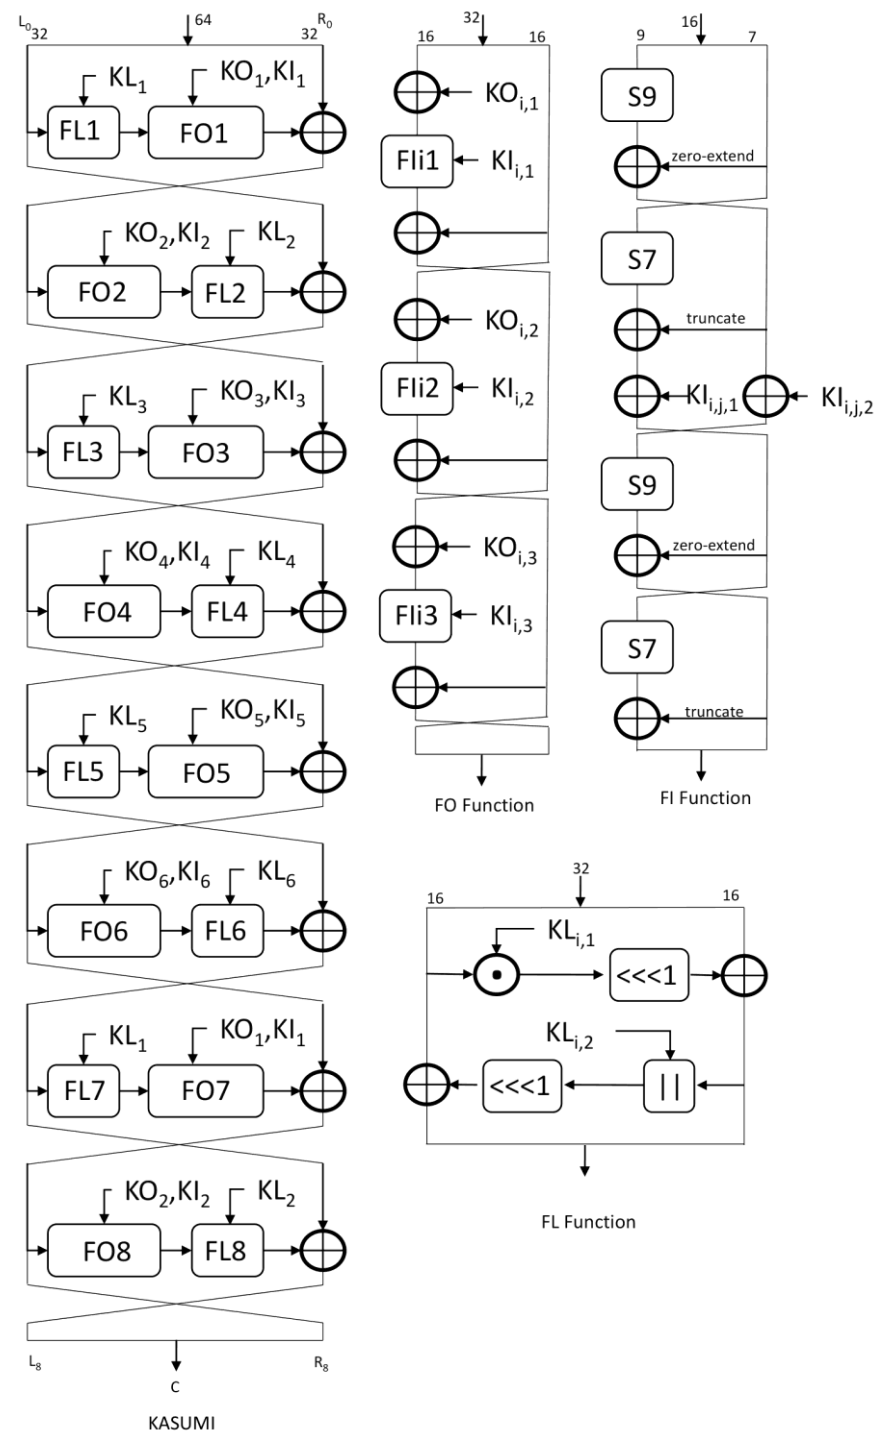 L0 32 64 32 R0
KL1 KO1,KI1
FL1 FO1
KO2,KI2 KL2
FO2 FL2
KL3 KO3,KI3
FL3 FO3
KO4,KI4 KL4
FO4 FL4
KL5 KO5,KI5
FL5 FO5
KO6,KI6 KL6
FO6 FL6
KL1 KO1,KI1
FL7 FO7
KO2,KI2 KL2
FO8 FL8
L8 R8
C
KASUMI
32
16 16
KOi,1
FIi1 KIi,1
KOi,2
FIi2 KIi,2
KOi,3
FIi3 KIi,3
FO Function
16
9 7
S9
zero-extend
S7
truncate
KIi,j,1 KIi,j,2
S9
zero-extend
S7
truncate
FI Function
32
16 16
KLi,1
<<<1
KLi,2
<<<1 ||
FL Function